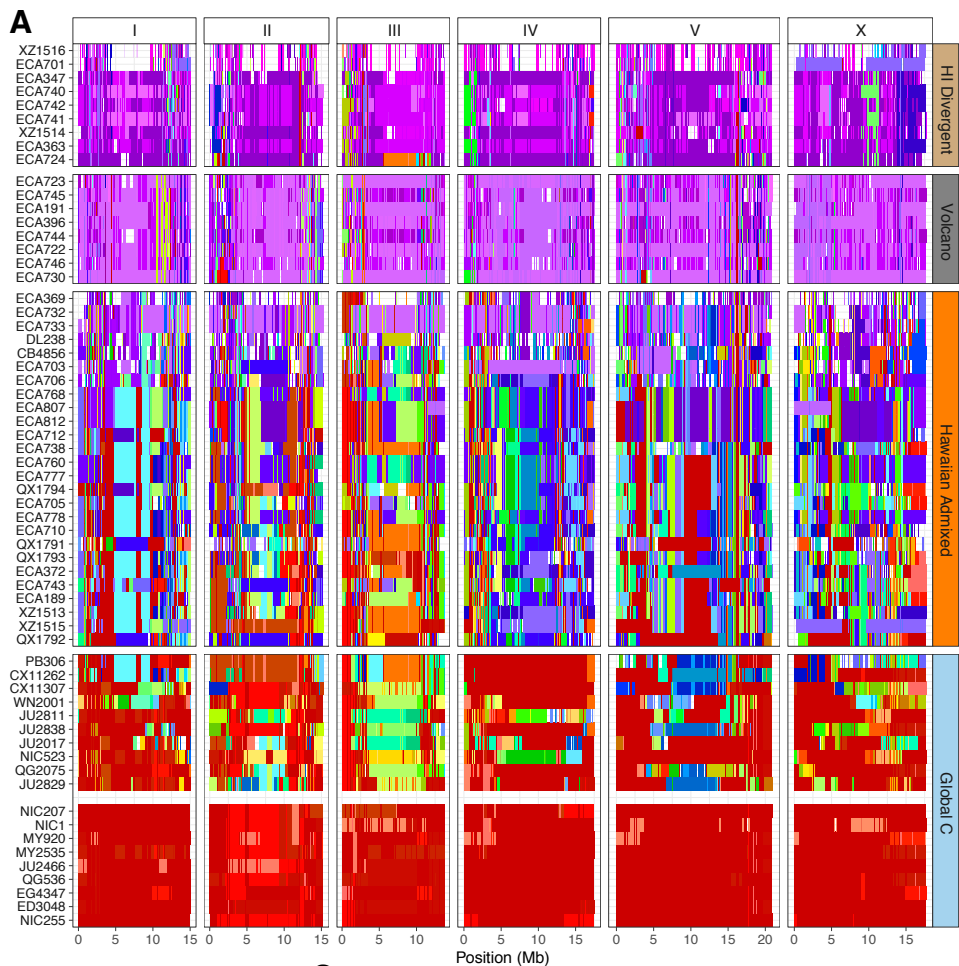 A
I II III IV V X
XZ1516
ECA701
ECA347
ECA740
ECA742
ECA741
XZ1514
ECA363
ECA724
HI Divergent
ECA723
ECA745
ECA191
ECA396
ECA744
ECA722
ECA746
ECA730
Volcano
ECA369
ECA732
ECA733
DL238
CB4856
ECA703
ECA706
ECA768
ECA807
ECA812
ECA712
ECA738
ECA760
ECA777
QX1794
ECA705
ECA778
ECA710
QX1791
QX1793
ECA372
ECA743
ECA189
XZ1513
XZ1515
QX1792
Hawaiian Admixed
PB306
CX11262
CX11307
WN2001
JU2811
JU2838
JU2017
NIC523
QG2075
JU2829
NIC207
NIC1
MY920
MY2535
JU2466
QG536
EG4347
ED3048
NIC255
Global C
0 5 10 15 0 5 10 15 0 5 10 0 5 10 15 0 5 10 15 20 0 5 10 15
Position (Mb)